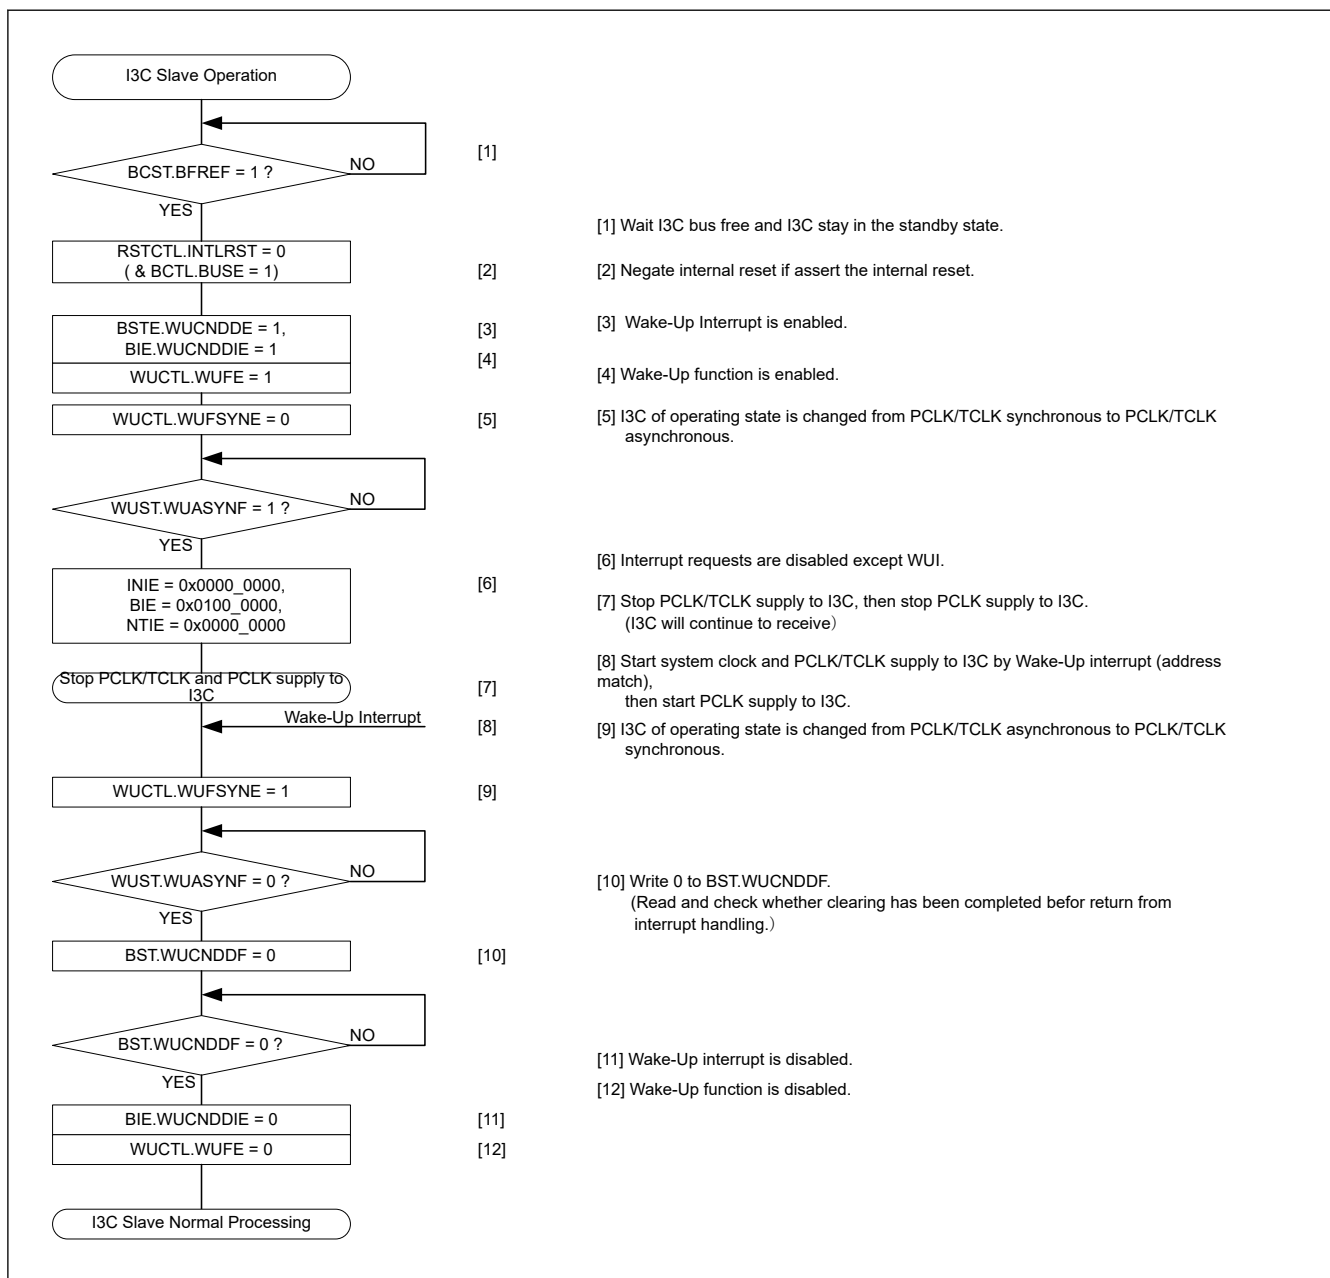 I3C Slave Operation
BCST.BFREF = 1 ?
NO
[1]
YES
[1] Wait I3C bus free and I3C stay in the standby state.
RSTCTL.INTLRST = 0
( & BCTL.BUSE = 1)
[2]
[2] Negate internal reset if assert the internal reset.
BSTE.WUCNDDE = 1,
BIE.WUCNDDIE = 1
[3]
[3] Wake-Up Interrupt is enabled.
[4]
WUCTL.WUFE = 1
[4] Wake-Up function is enabled.
WUCTL.WUFSYNE = 0
[5]
[5] I3C of operating state is changed from PCLK/TCLK synchronous to PCLK/TCLK
asynchronous.
WUST.WUASYNF = 1 ?
NO
YES
[6] Interrupt requests are disabled except WUI.
INIE = 0x0000_0000,
BIE = 0x0100_0000,
NTIE = 0x0000_0000
[6]
[7] Stop PCLK/TCLK supply to I3C, then stop PCLK supply to I3C.
(I3C will continue to receive）
[8] Start system clock and PCLK/TCLK supply to I3C by Wake-Up interrupt (address
match),
then start PCLK supply to I3C.
Stop PCLK/TCLK and PCLK supply to
I3C
[7]
Wake-Up Interrupt
[8]
[9] I3C of operating state is changed from PCLK/TCLK asynchronous to PCLK/TCLK
synchronous.
WUCTL.WUFSYNE = 1
[9]
WUST.WUASYNF = 0 ?
NO
YES
[10] Write 0 to BST.WUCNDDF.
(Read and check whether clearing has been completed befor return from
interrupt handling.）
BST.WUCNDDF = 0
[10]
BST.WUCNDDF = 0 ?
NO
YES
[11] Wake-Up interrupt is disabled.
[12] Wake-Up function is disabled.
BIE.WUCNDDIE = 0
[11]
WUCTL.WUFE = 0
[12]
I3C Slave Normal Processing